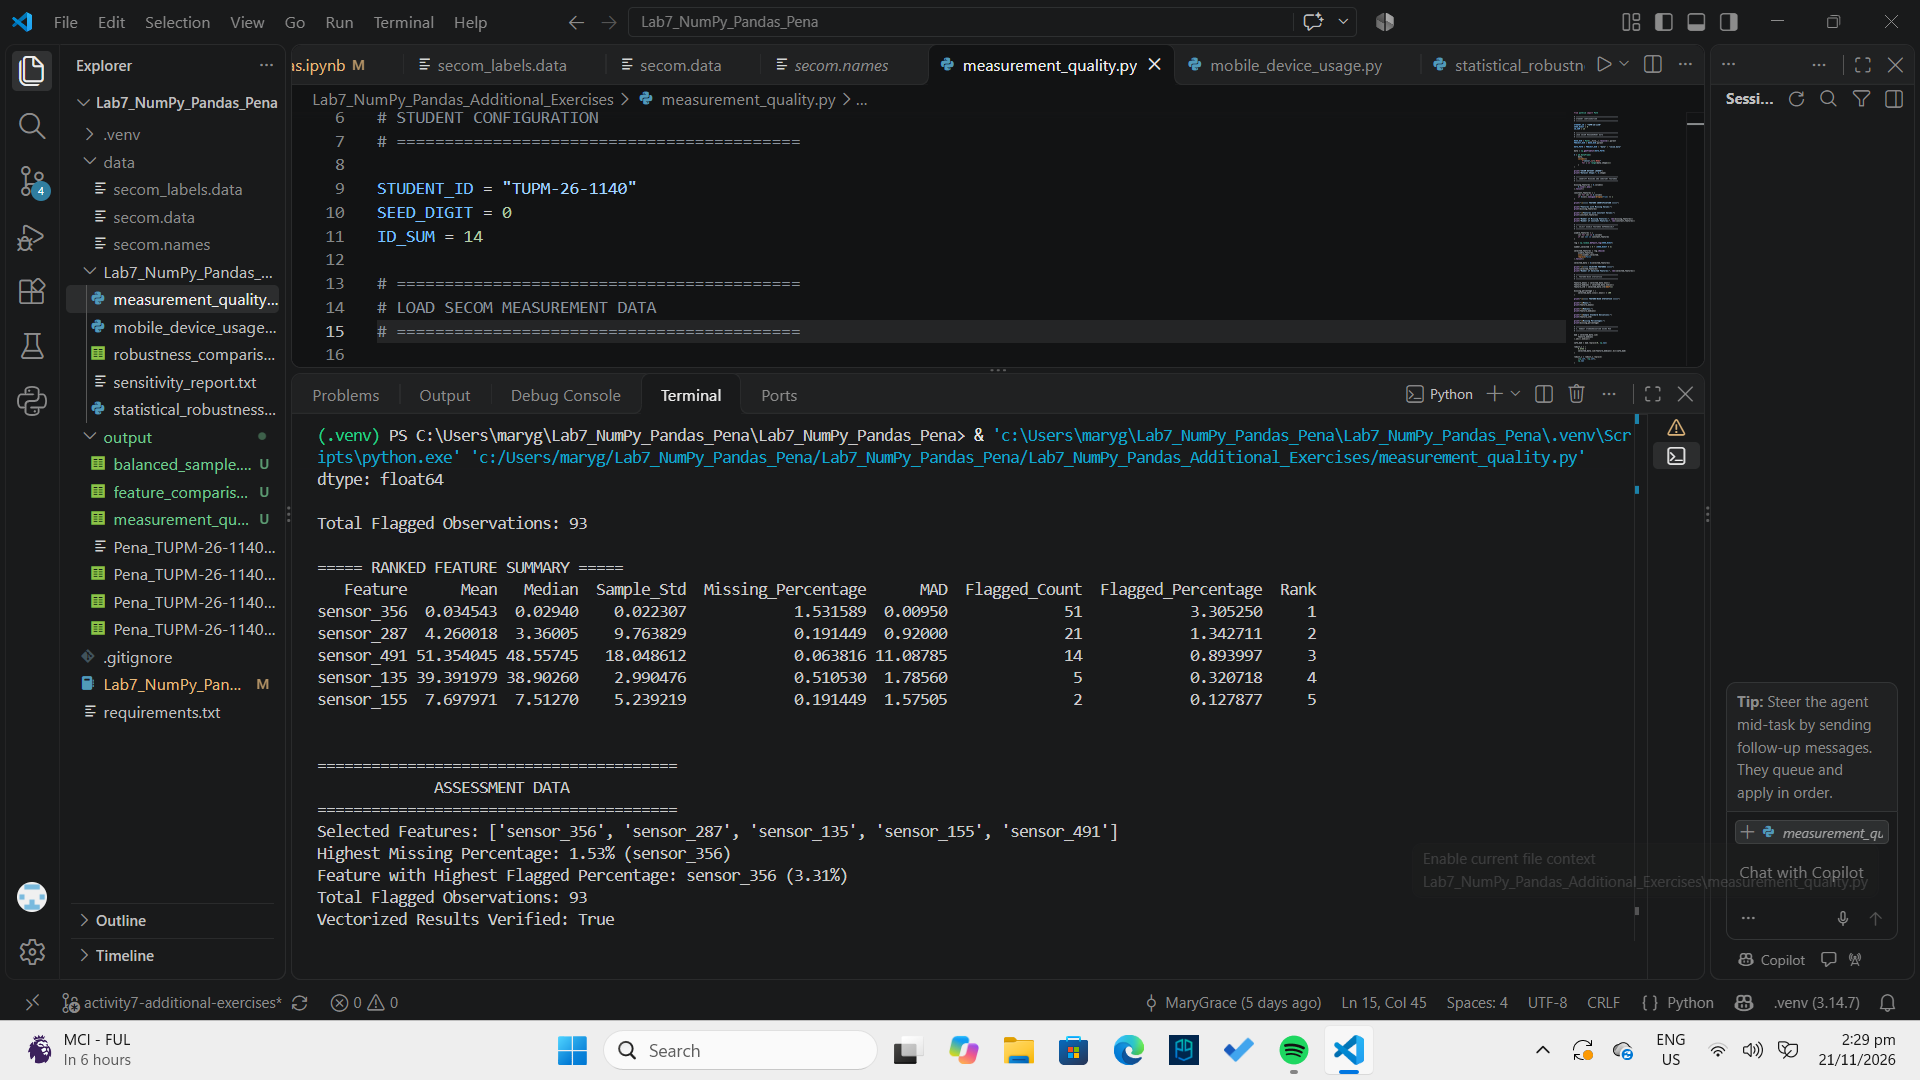 File Edit Selection View Go Run Terminal Help
Lab7_NumPy_Pandas_Pena
Explorer
Lab7_NumPy_Pandas_Pena
.venv
data
secom_labels.data
secom.data
secom.names
Lab7_NumPy_Pandas_...
measurement_quality...
mobile_device_usage...
robustness_comparis...
sensitivity_report.txt
statistical_robustness...
output
balanced_sample.... U
feature_comparis... U
measurement_qu... U
Pena_TUPM-26-1140...
Pena_TUPM-26-1140...
Pena_TUPM-26-1140...
Pena_TUPM-26-1140...
.gitignore
Lab7_NumPy_Pan... M
requirements.txt
Outline
Timeline
4
as.ipynb M
secom_labels.data
secom.data
secom.names
measurement_quality.py
mobile_device_usage.py
statistical_robustn
Lab7_NumPy_Pandas_Additional_Exercises > measurement_quality.py > ...
6 # STUDENT CONFIGURATION
7 # ==========================================
8
9 STUDENT_ID = "TUPM-26-1140"
10 SEED_DIGIT = 0
11 ID_SUM = 14
12
13 # ==========================================
14 # LOAD SECOM MEASUREMENT DATA
15 # ==========================================
16
Problems Output Debug Console Terminal Ports
Python
(.venv) PS C:\Users\maryg\Lab7_NumPy_Pandas_Pena\Lab7_NumPy_Pandas_Pena> & 'c:\Users\maryg\Lab7_NumPy_Pandas_Pena\Lab7_NumPy_Pandas_Pena\.venv\Scr
ipts\python.exe' 'c:/Users/maryg/Lab7_NumPy_Pandas_Pena/Lab7_NumPy_Pandas_Pena/Lab7_NumPy_Pandas_Additional_Exercises/measurement_quality.py'
dtype: float64
Total Flagged Observations: 93
===== RANKED FEATURE SUMMARY =====
Feature Mean Median Sample_Std Missing_Percentage MAD Flagged_Count Flagged_Percentage Rank
sensor_356 0.034543 0.02940 0.022307 1.531589 0.00950 51 3.305250 1
sensor_287 4.260018 3.36005 9.763829 0.191449 0.92000 21 1.342711 2
sensor_491 51.354045 48.55745 18.048612 0.063816 11.08785 14 0.893997 3
sensor_135 39.391979 38.90260 2.990476 0.510530 1.78560 5 0.320718 4
sensor_155 7.697971 7.51270 5.239219 0.191449 1.57505 2 0.127877 5
========================================
ASSESSMENT DATA
========================================
Selected Features: ['sensor_356', 'sensor_287', 'sensor_135', 'sensor_155', 'sensor_491']
Highest Missing Percentage: 1.53% (sensor_356)
Feature with Highest Flagged Percentage: sensor_356 (3.31%)
Total Flagged Observations: 93
Vectorized Results Verified: True
Sessi...
Tip: Steer the agent
mid-task by sending
follow-up messages.
They queue and
apply in order.
measurement_qu
Enable current file context
Lab7_NumPy_Pandas_Additional_Exercises\measurement_quality.py
Chat with Copilot
Copilot
activity7-additional-exercises*
0 0
MaryGrace (5 days ago)
Ln 15, Col 45
Spaces: 4
UTF-8
CRLF
{ } Python
.venv (3.14.7)
MCI - FUL
In 6 hours
Search
ENG
US
2:29 pm
21/11/2026